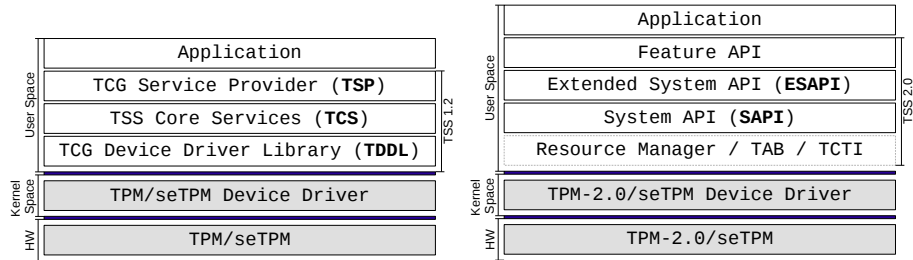 Application
TCG Service Provider (TSP)
TSS Core Services (TCS)
TCG Device Driver Library (TDDL)
TPM/seTPM Device Driver
TPM/seTPM
User Space
Kernel
Space
HW
TSS 1.2
Application
Feature API
Extended System API (ESAPI)
System API (SAPI)
Resource Manager / TAB / TCTI
TPM-2.0/seTPM Device Driver
TPM-2.0/seTPM
User Space
Kernel
Space
HW
TSS 2.0